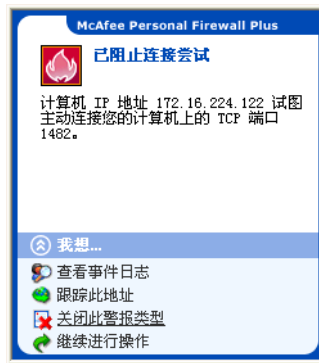 McAfee Personal Firewall Plus
已阻止连接尝试
计算机 IP 地址 172.16.224.122 试图
主动连接您的计算机上的 TCP 端口
1482。
我想...
查看事件日志
跟踪此地址
关闭此警报类型
继续进行操作